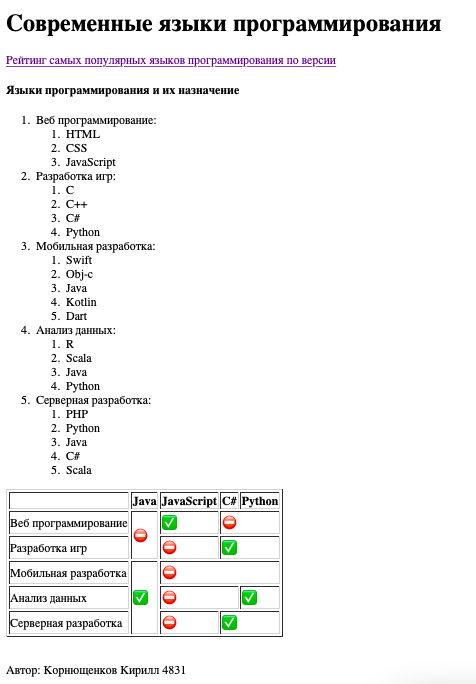 Современные языки программирования
Рейтинг самых популярных языков программирования по версии
Языки программирования и их назначение
1. Веб программирование:
1. HTML
2. CSS
3. JavaScript
2. Разработка игр:
1. C
2. C++
3. C#
4. Python
3. Мобильная разработка:
1. Swift
2. Obj-c
3. Java
4. Kotlin
5. Dart
4. Анализ данных:
1. R
2. Scala
3. Java
4. Python
5. Серверная разработка:
1. PHP
2. Python
3. Java
4. C#
5. Scala
Java JavaScript C# Python
Веб программирование
Разработка игр
Мобильная разработка
Анализ данных
Серверная разработка
Автор: Корнющенков Кирилл 4831